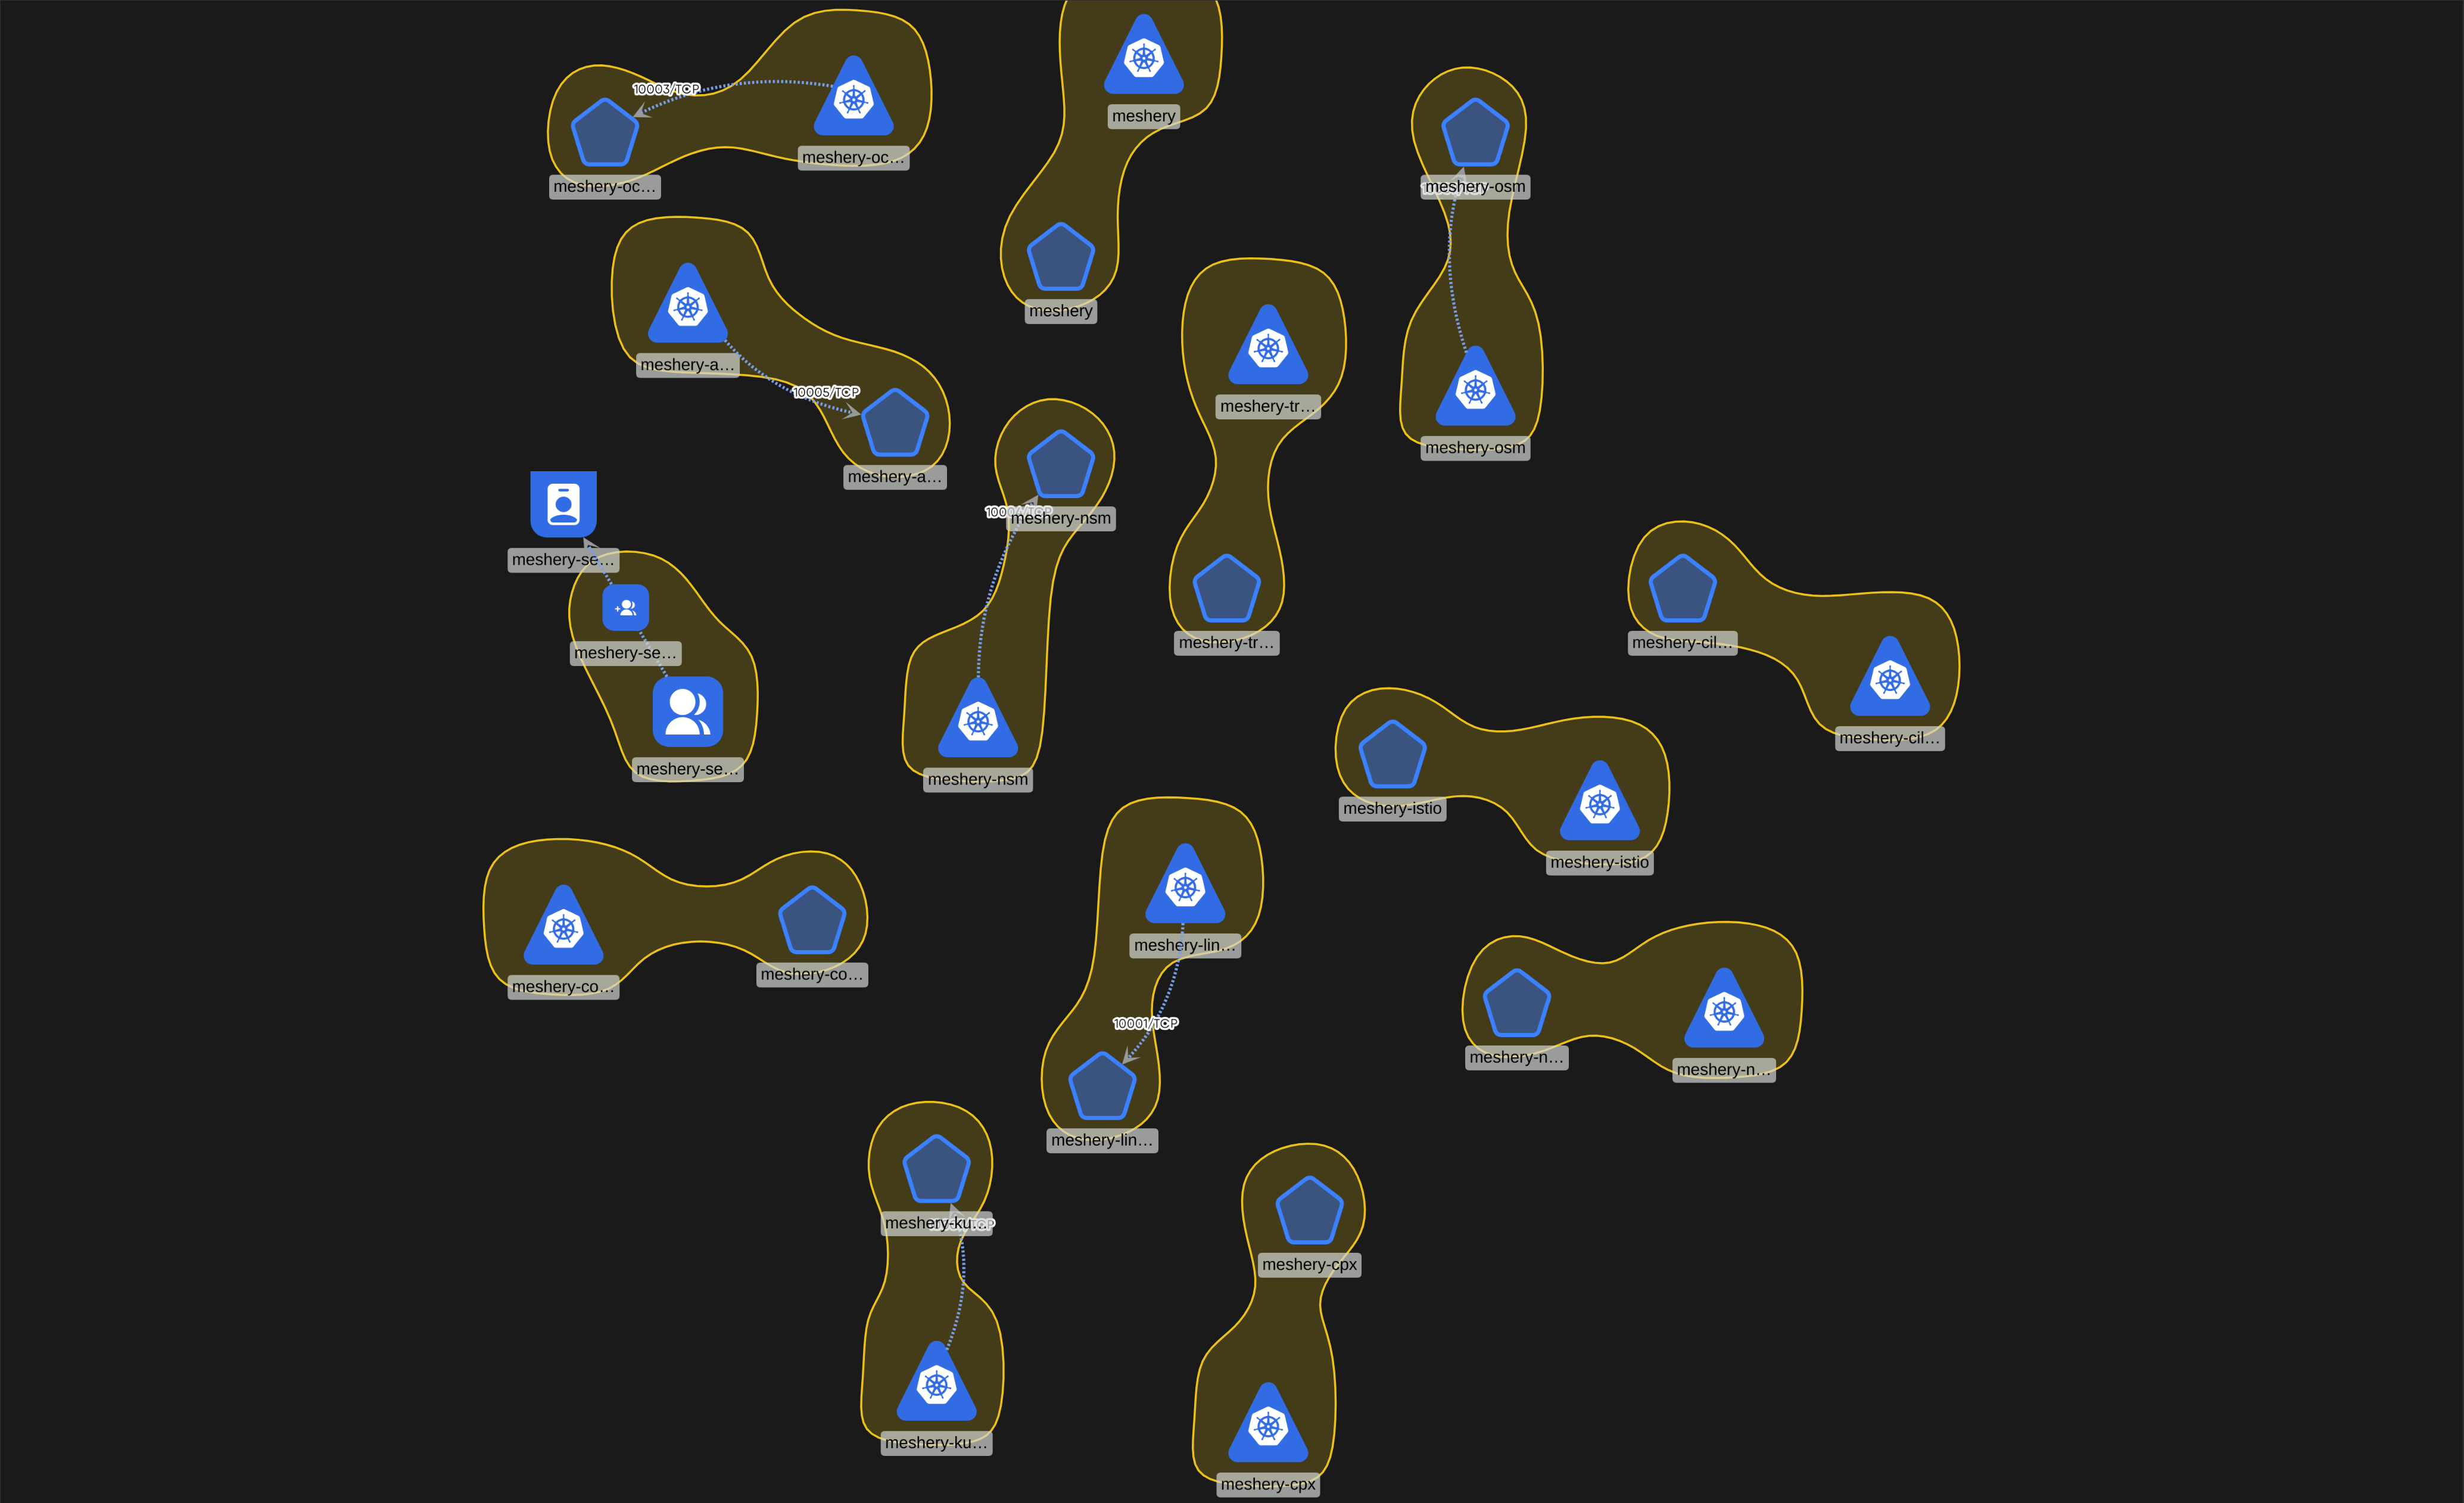 meshery
10003/TCP
meshery-oc…
meshery-oc…
meshery-osm
meshery
meshery-a…
10005/TCP
meshery-tr…
meshery-osm
meshery-a…
meshery-nsm
meshery-se…
meshery-tr…
meshery-cil…
meshery-se…
meshery-cil…
meshery-se…
meshery-nsm
meshery-istio
meshery-istio
meshery-lin…
meshery-co…
meshery-co…
10001/TCP
meshery-n…
meshery-n…
meshery-lin…
meshery-ku…
meshery-cpx
meshery-ku…
meshery-cpx